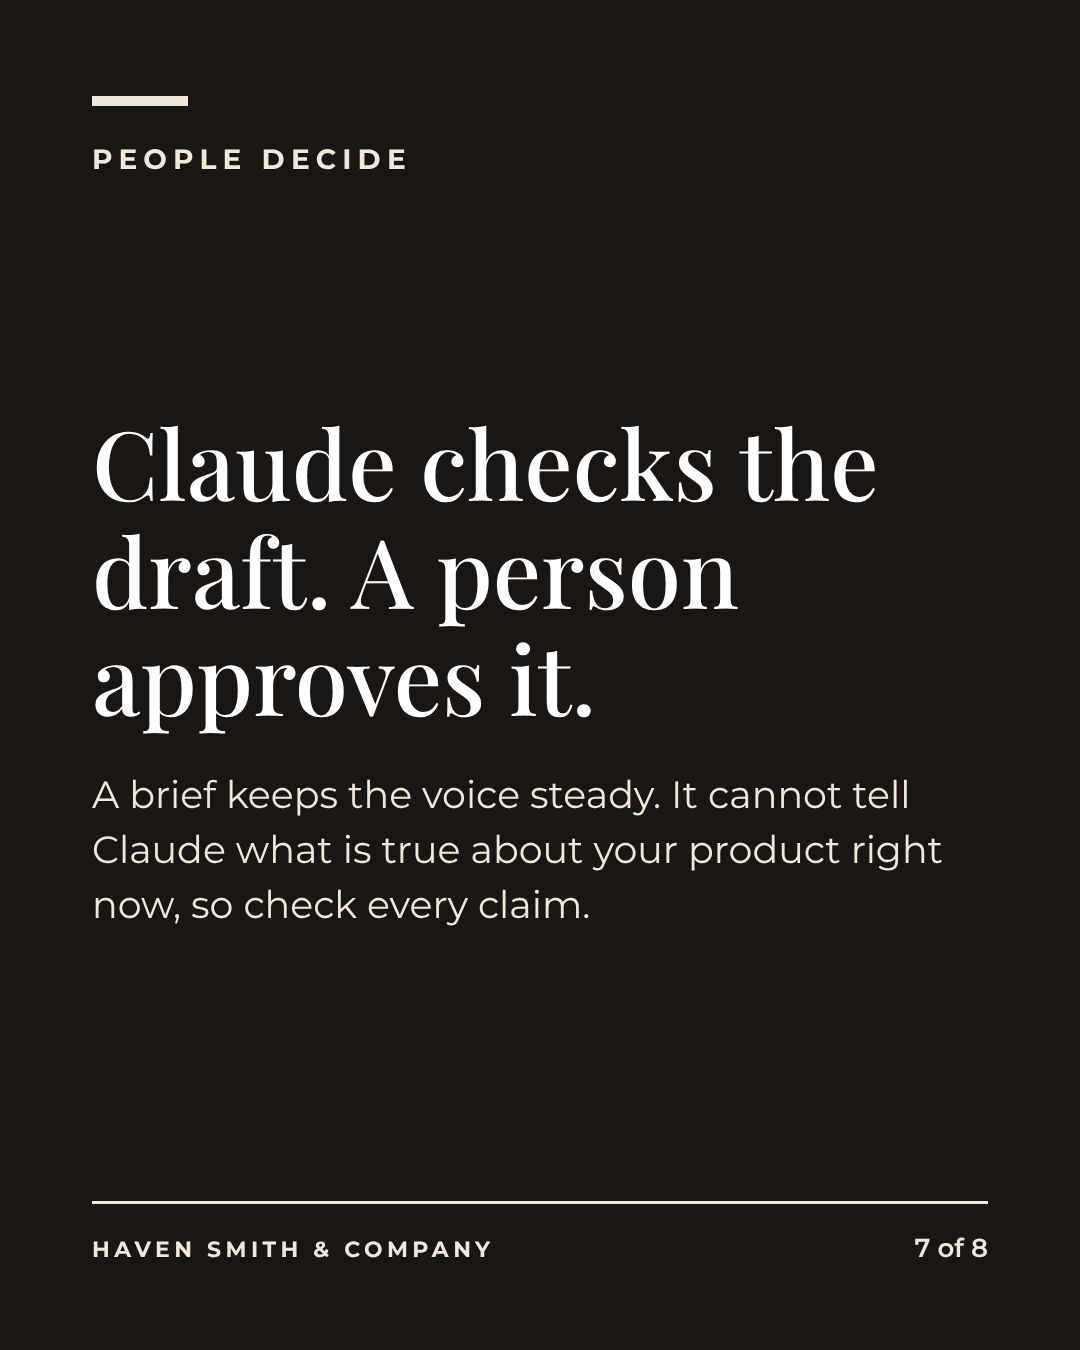 PEOPLE DECIDE
Claude checks the
draft. A person
approves it.
A brief keeps the voice steady. It cannot tell
Claude what is true about your product right
now, so check every claim.
HAVEN SMITH & COMPANY
7 of 8